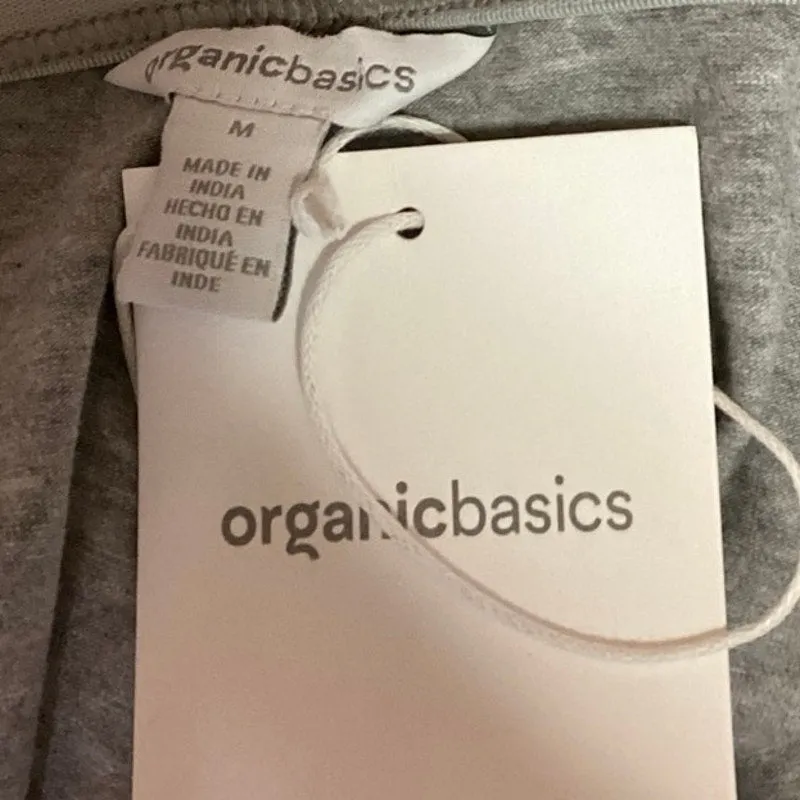 organicbasics
M
MADE IN
INDIA
HECHO EN
INDIA
FABRIQUÉ EN
INDE
organicbasics